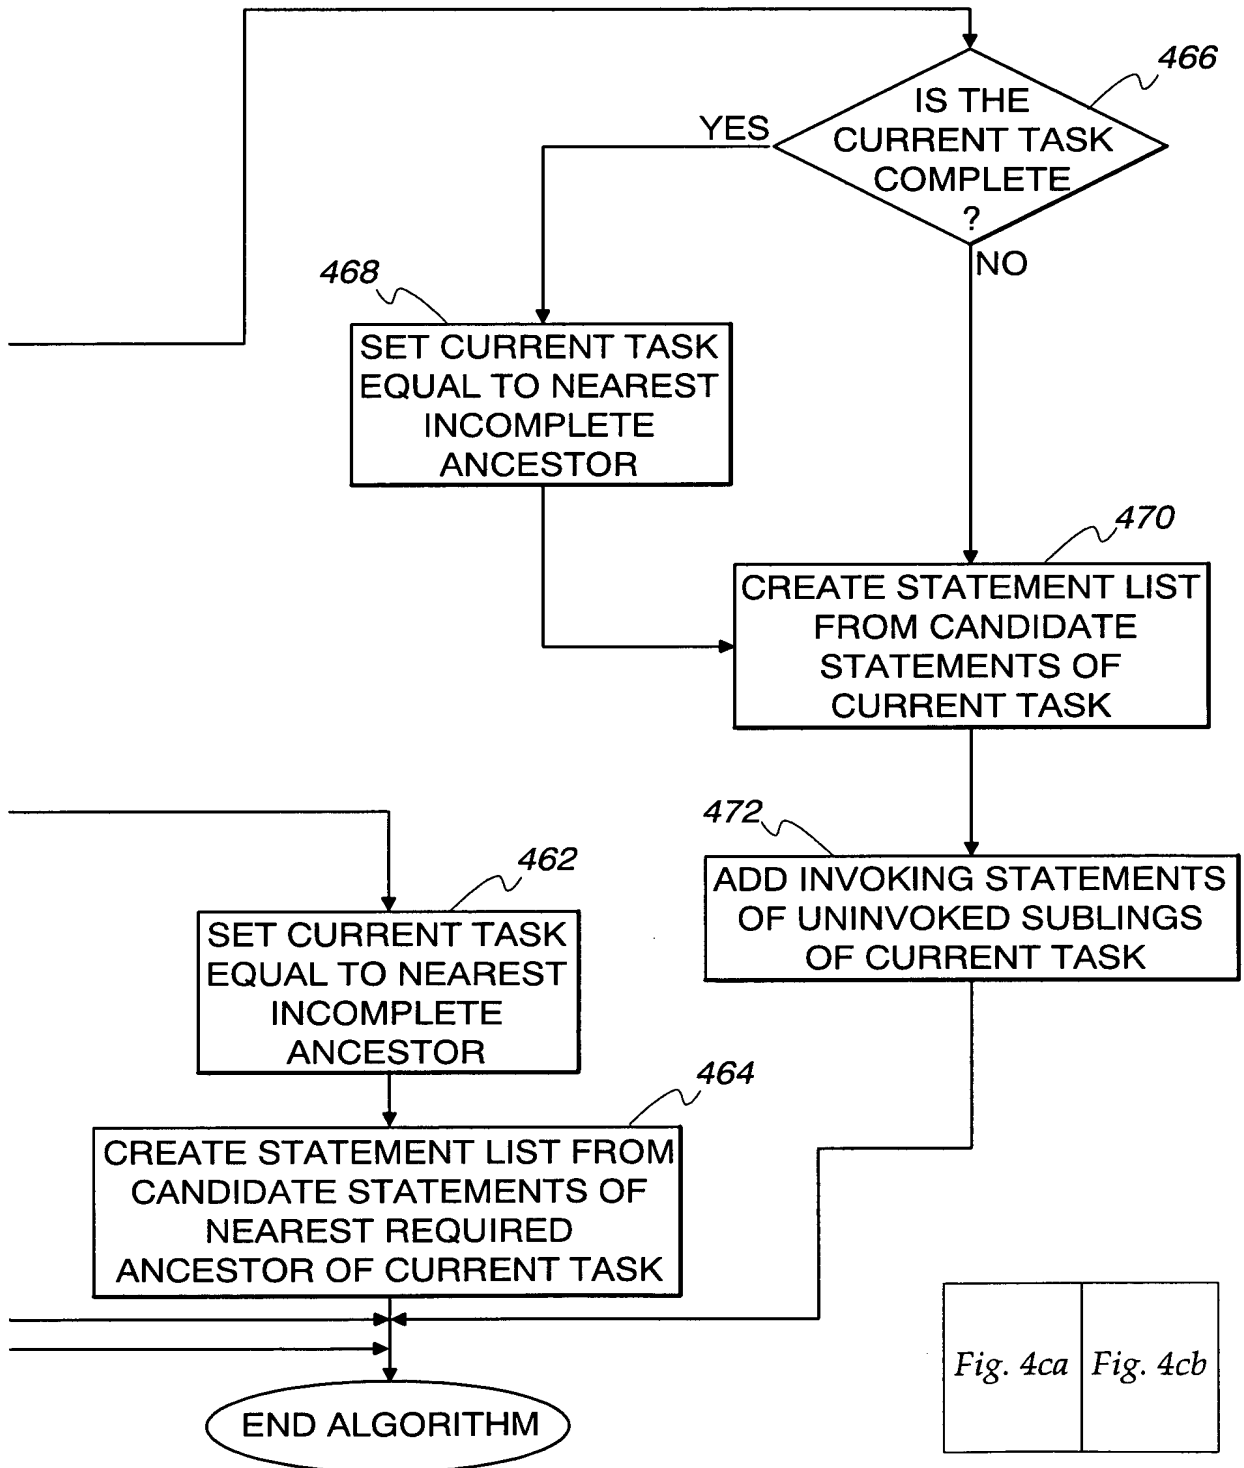 466
IS THE
CURRENT TASK
COMPLETE
?
YES
NO
468
SET CURRENT TASK
EQUAL TO NEAREST
INCOMPLETE
ANCESTOR
470
CREATE STATEMENT LIST
FROM CANDIDATE
STATEMENTS OF
CURRENT TASK
472
ADD INVOKING STATEMENTS
OF UNINVOKED SUBLINGS
OF CURRENT TASK
462
SET CURRENT TASK
EQUAL TO NEAREST
INCOMPLETE
ANCESTOR
464
CREATE STATEMENT LIST FROM
CANDIDATE STATEMENTS OF
NEAREST REQUIRED
ANCESTOR OF CURRENT TASK
END ALGORITHM
Fig. 4ca
Fig. 4cb